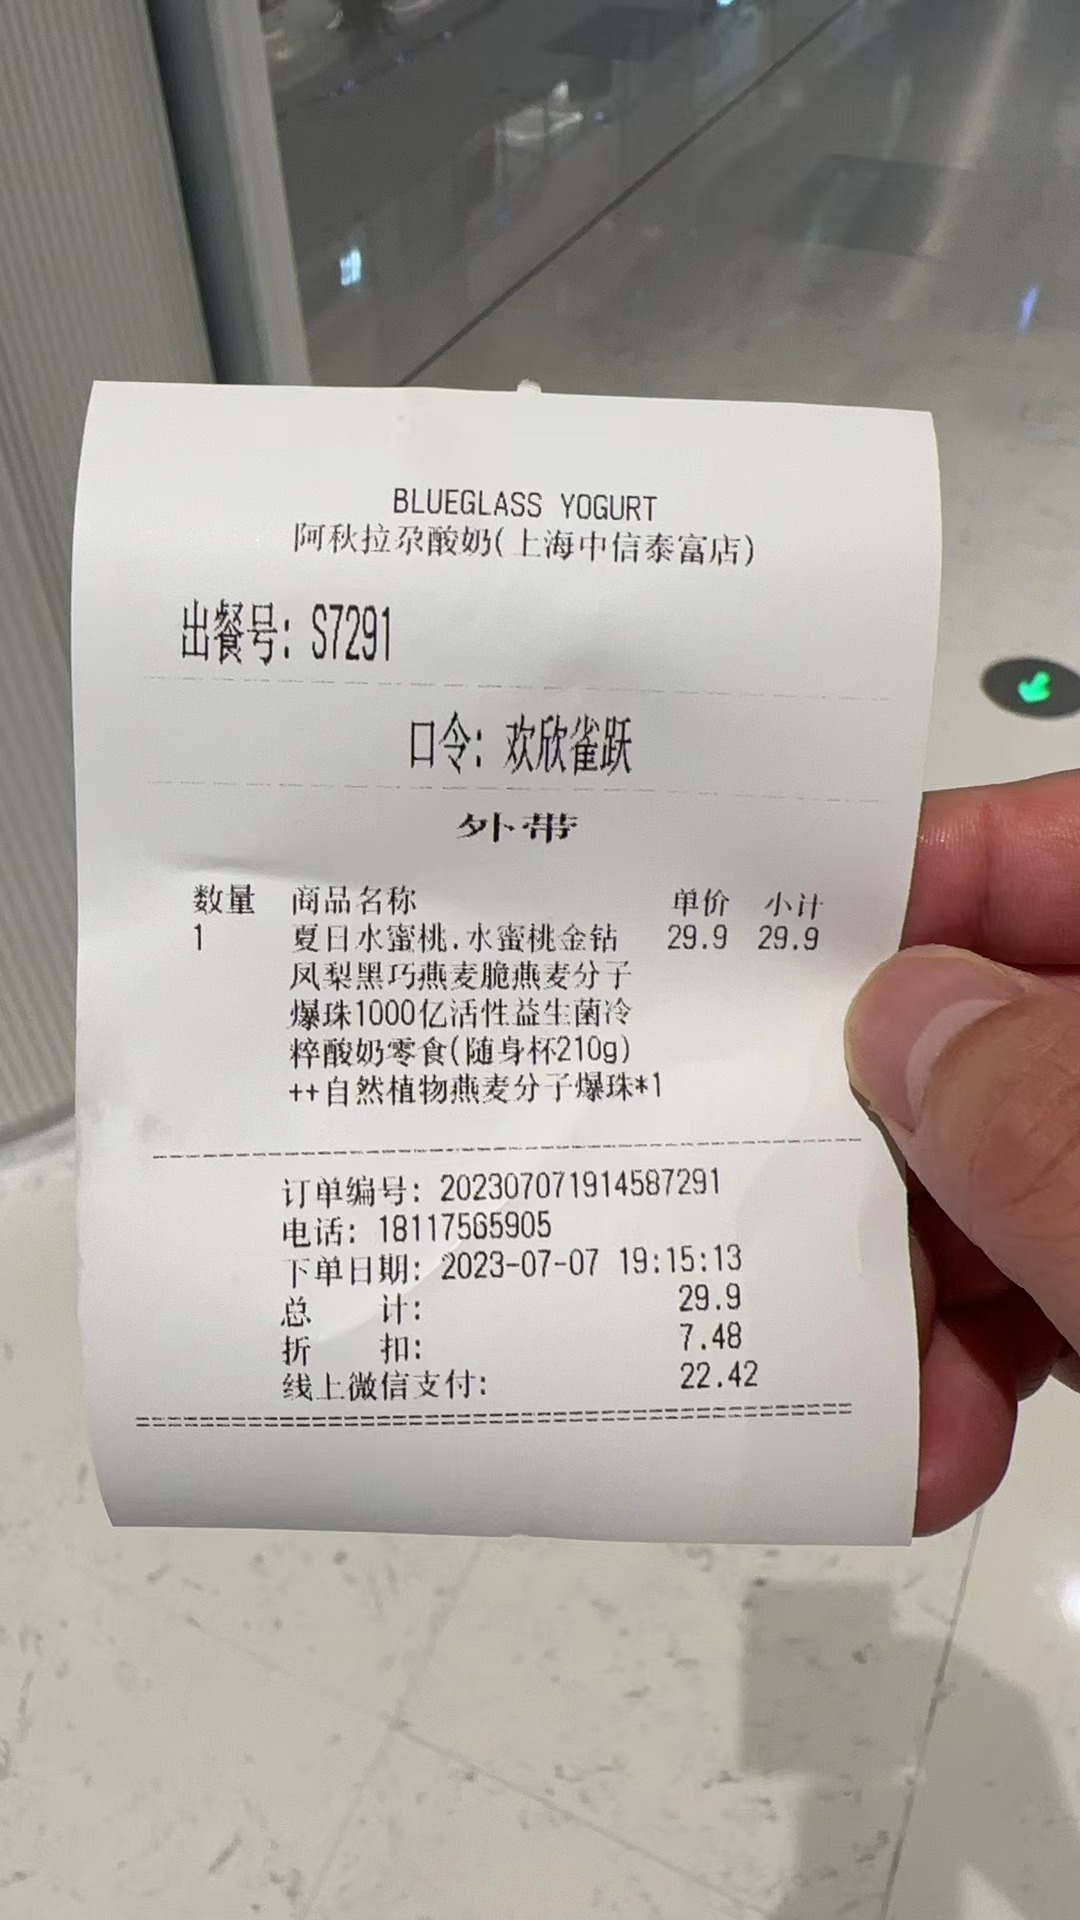 BLUEGLASS YOGURT
阿秋拉尕酸奶(上海中信泰富店)
出餐号: S7291
口令: 欢欣雀跃
外带
数量 商品名称 单价 小计
1 夏日水蜜桃.水蜜桃金钻 29.9 29.9
凤梨黑巧燕麦脆燕麦分子
爆珠1000亿活性益生菌冷
粹酸奶零食(随身杯210g)
++自然植物燕麦分子爆珠*1
订单编号: 202307071914587291
电话: 18117565905
下单日期: 2023-07-07 19:15:13
总 计: 29.9
折 扣: 7.48
线上微信支付: 22.42